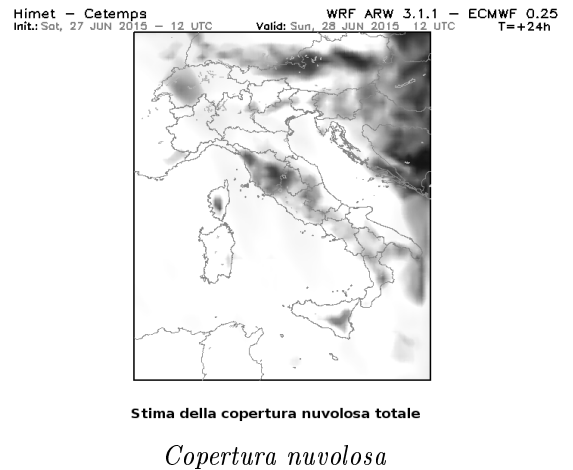 Himet – Cetemps WRF ARW 3.1.1 – ECMWF 0.25
Init.: Sat, 27 JUN 2015 – 12 UTC Valid: Sun, 28 JUN 2015 12 UTC T=+24h
Stima della copertura nuvolosa totale
Copertura nuvolosa